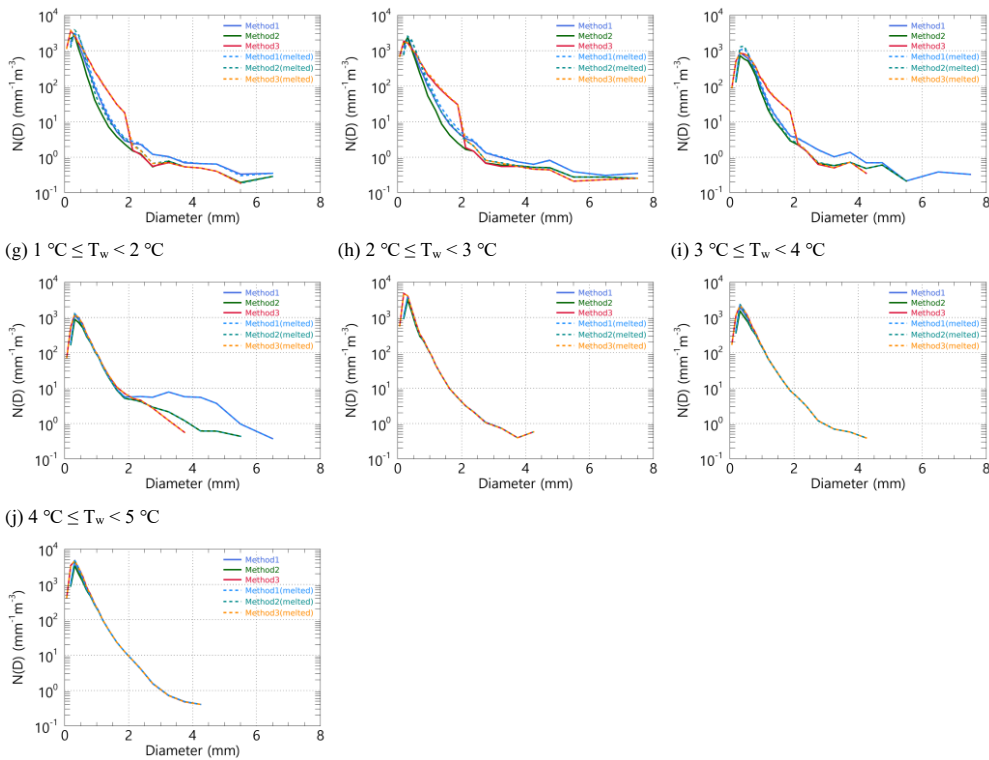 10⁴
10³
10²
10¹
10⁰
10⁻¹
N(D) (mm⁻¹m⁻³)
0 2 4 6 8
Diameter (mm)
Method1
Method2
Method3
Method1(melted)
Method2(melted)
Method3(melted)
10⁴
10³
10²
10¹
10⁰
10⁻¹
N(D) (mm⁻¹m⁻³)
0 2 4 6 8
Diameter (mm)
Method1
Method2
Method3
Method1(melted)
Method2(melted)
Method3(melted)
10⁴
10³
10²
10¹
10⁰
10⁻¹
N(D) (mm⁻¹m⁻³)
0 2 4 6 8
Diameter (mm)
Method1
Method2
Method3
Method1(melted)
Method2(melted)
Method3(melted)
(g) 1 ℃ ≤ Tw < 2 ℃
(h) 2 ℃ ≤ Tw < 3 ℃
(i) 3 ℃ ≤ Tw < 4 ℃
10⁴
10³
10²
10¹
10⁰
10⁻¹
N(D) (mm⁻¹m⁻³)
0 2 4 6 8
Diameter (mm)
Method1
Method2
Method3
Method1(melted)
Method2(melted)
Method3(melted)
10⁴
10³
10²
10¹
10⁰
10⁻¹
N(D) (mm⁻¹m⁻³)
0 2 4 6 8
Diameter (mm)
Method1
Method2
Method3
Method1(melted)
Method2(melted)
Method3(melted)
10⁴
10³
10²
10¹
10⁰
10⁻¹
N(D) (mm⁻¹m⁻³)
0 2 4 6 8
Diameter (mm)
Method1
Method2
Method3
Method1(melted)
Method2(melted)
Method3(melted)
(j) 4 ℃ ≤ Tw < 5 ℃
10⁴
10³
10²
10¹
10⁰
10⁻¹
N(D) (mm⁻¹m⁻³)
0 2 4 6 8
Diameter (mm)
Method1
Method2
Method3
Method1(melted)
Method2(melted)
Method3(melted)